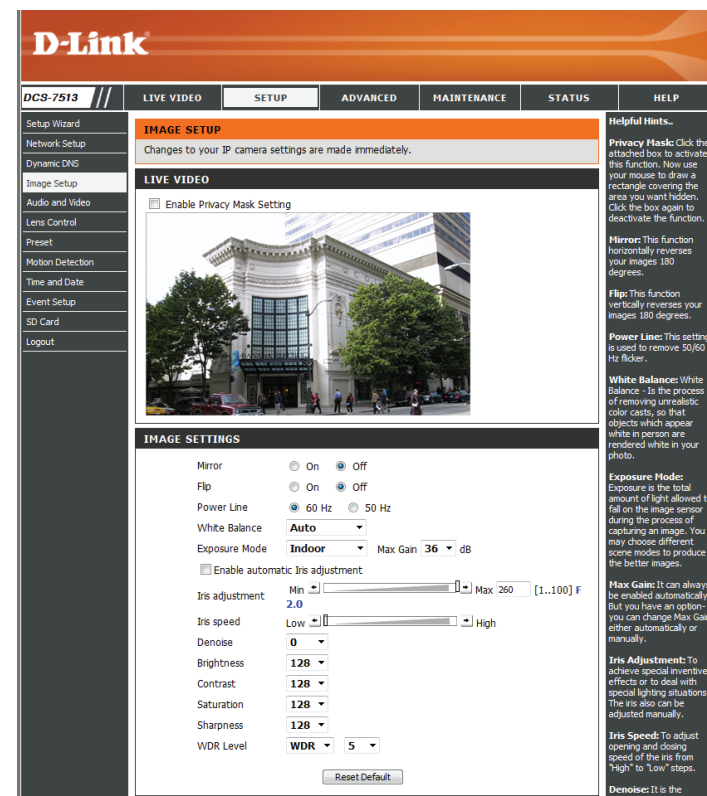 D-Link
DCS-7513
LIVE VIDEO
SETUP
ADVANCED
MAINTENANCE
STATUS
HELP
Setup Wizard
Network Setup
Dynamic DNS
Image Setup
Audio and Video
Lens Control
Preset
Motion Detection
Time and Date
Event Setup
SD Card
Logout
IMAGE SETUP
Changes to your IP camera settings are made immediately.
LIVE VIDEO
Enable Privacy Mask Setting
IMAGE SETTINGS
Mirror On Off
Flip On Off
Power Line 60 Hz 50 Hz
White Balance Auto
Exposure Mode Indoor Max Gain 36 dB
Enable automatic Iris adjustment
Iris adjustment Min Max 260 [1..100] F
2.0
Iris speed Low High
Denoise 0
Brightness 128
Contrast 128
Saturation 128
Sharpness 128
WDR Level WDR 5
Reset Default
Helpful Hints..
Privacy Mask: Click the
attached box to activate
this function. Now use
your mouse to draw a
rectangle covering the
area you want hidden.
Click the box again to
deactivate the function.
Mirror: This function
horizontally reverses
your images 180
degrees.
Flip: This function
vertically reverses your
images 180 degrees.
Power Line: This setting
is used to remove 50/60
Hz flicker.
White Balance: White
Balance - Is the process
of removing unrealistic
color casts, so that
objects which appear
white in person are
rendered white in your
photo.
Exposure Mode:
Exposure is the total
amount of light allowed t
fall on the image sensor
during the process of
capturing an image. You
may choose different
scene modes to produce
the better images.
Max Gain: It can always
be enabled automatically
But you have an option-
you can change Max Gai
either automatically or
manually.
Iris Adjustment: To
achieve special inventive
effects or to deal with
special lighting situations
The iris also can be
adjusted manually.
Iris Speed: To adjust
opening and closing
speed of the iris from
"High" to "Low" steps.
Denoise: It is the